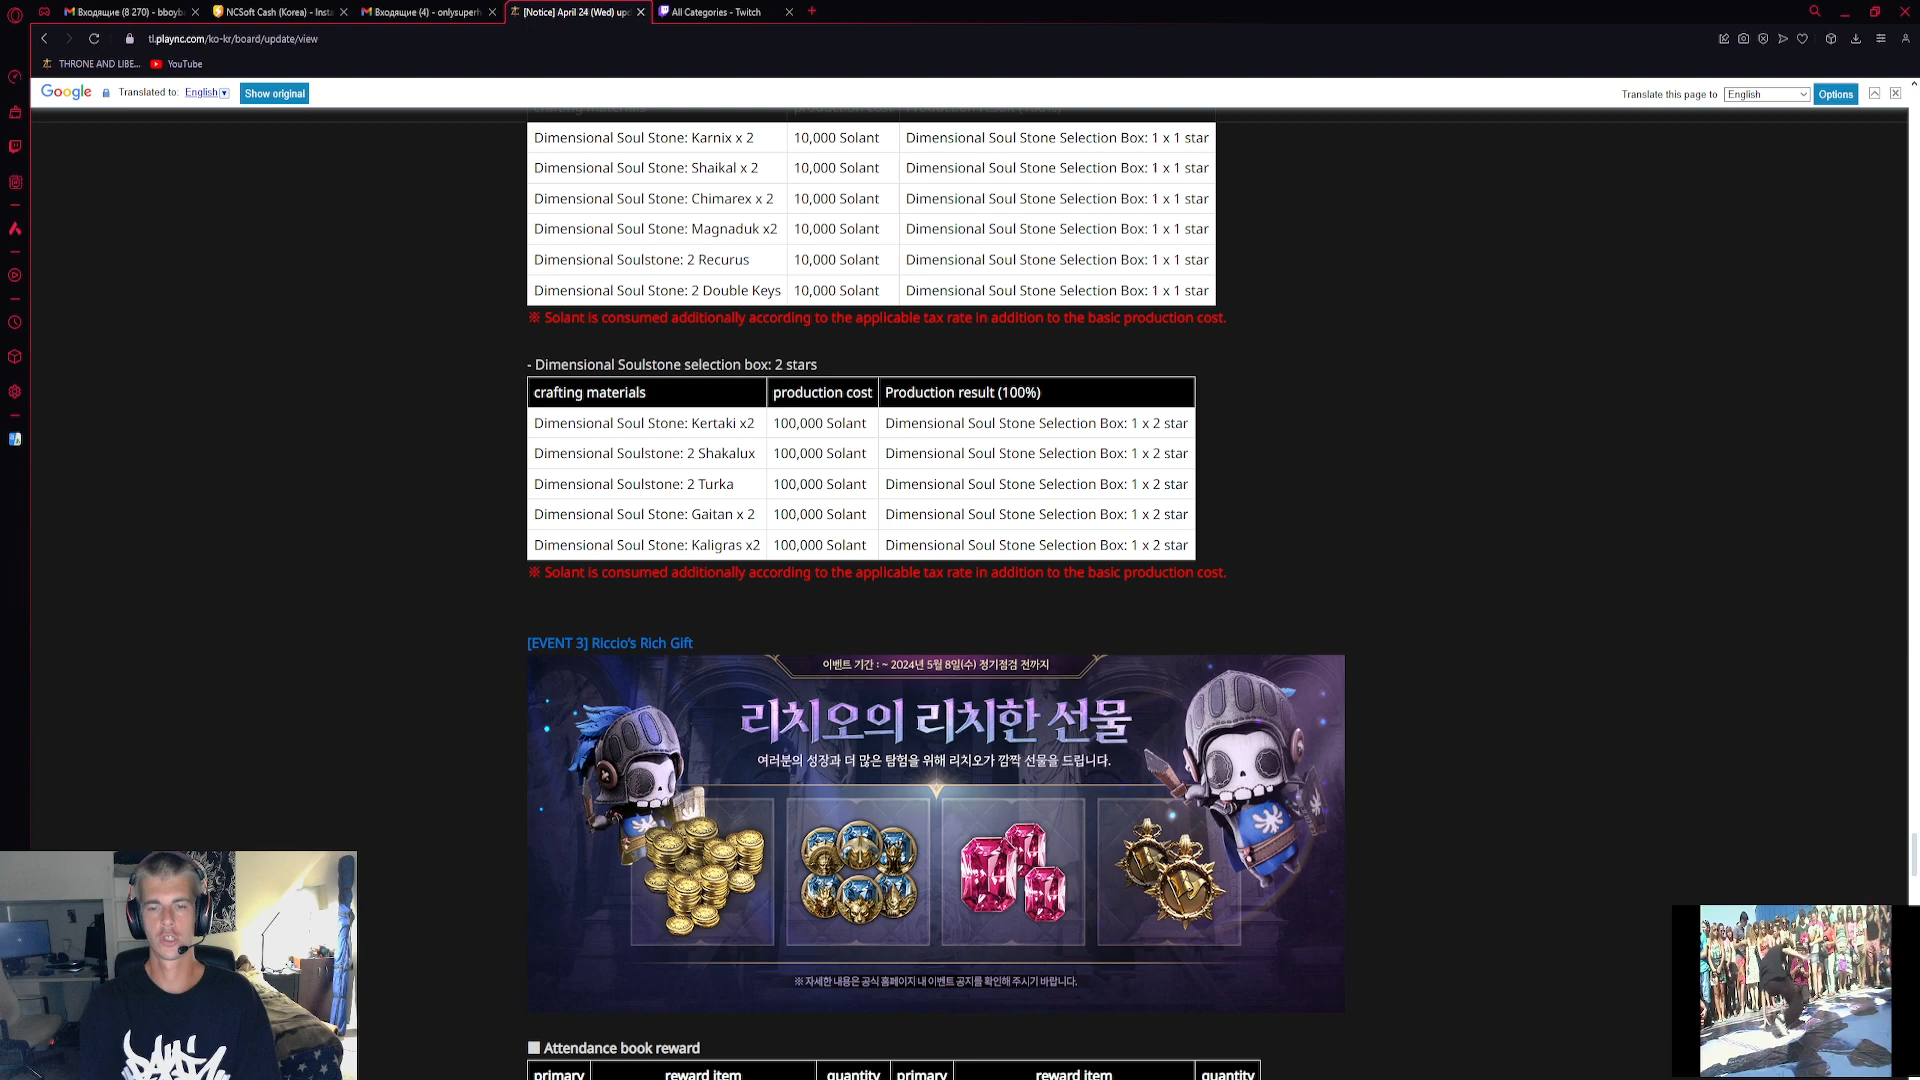 Входящие (8 270) - bboyb
NCSoft Cash (Korea) - Insta
Входящие (4) - onlysuperh
[Notice] April 24 (Wed) upd
All Categories - Twitch
tl.plaync.com/ko-kr/board/update/view
THRONE AND LIBE...
YouTube
Google
Translated to: English
Show original
Translate this page to
English
Options
Dimensional Soul Stone: Karnix x 2 10,000 Solant Dimensional Soul Stone Selection Box: 1 x 1 star
Dimensional Soul Stone: Shaikal x 2 10,000 Solant Dimensional Soul Stone Selection Box: 1 x 1 star
Dimensional Soul Stone: Chimarex x 2 10,000 Solant Dimensional Soul Stone Selection Box: 1 x 1 star
Dimensional Soul Stone: Magnaduk x2 10,000 Solant Dimensional Soul Stone Selection Box: 1 x 1 star
Dimensional Soulstone: 2 Recurus 10,000 Solant Dimensional Soul Stone Selection Box: 1 x 1 star
Dimensional Soul Stone: 2 Double Keys 10,000 Solant Dimensional Soul Stone Selection Box: 1 x 1 star
※ Solant is consumed additionally according to the applicable tax rate in addition to the basic production cost.
- Dimensional Soulstone selection box: 2 stars
crafting materials production cost Production result (100%)
Dimensional Soul Stone: Kertaki x2 100,000 Solant Dimensional Soul Stone Selection Box: 1 x 2 star
Dimensional Soulstone: 2 Shakalux 100,000 Solant Dimensional Soul Stone Selection Box: 1 x 2 star
Dimensional Soulstone: 2 Turka 100,000 Solant Dimensional Soul Stone Selection Box: 1 x 2 star
Dimensional Soul Stone: Gaitan x 2 100,000 Solant Dimensional Soul Stone Selection Box: 1 x 2 star
Dimensional Soul Stone: Kaligras x2 100,000 Solant Dimensional Soul Stone Selection Box: 1 x 2 star
※ Solant is consumed additionally according to the applicable tax rate in addition to the basic production cost.
[EVENT 3] Riccio's Rich Gift
이벤트 기간 : ~ 2024년 5월 8일(수) 정기점검 전까지
리치오의 리치한 선물
여러분의 성장과 더 많은 탐험을 위해 리치오가 깜짝 선물을 드립니다.
※ 자세한 내용은 공식 홈페이지 내 이벤트 공지를 확인해 주시기 바랍니다.
Attendance book reward
primary reward item quantity primary reward item quantity